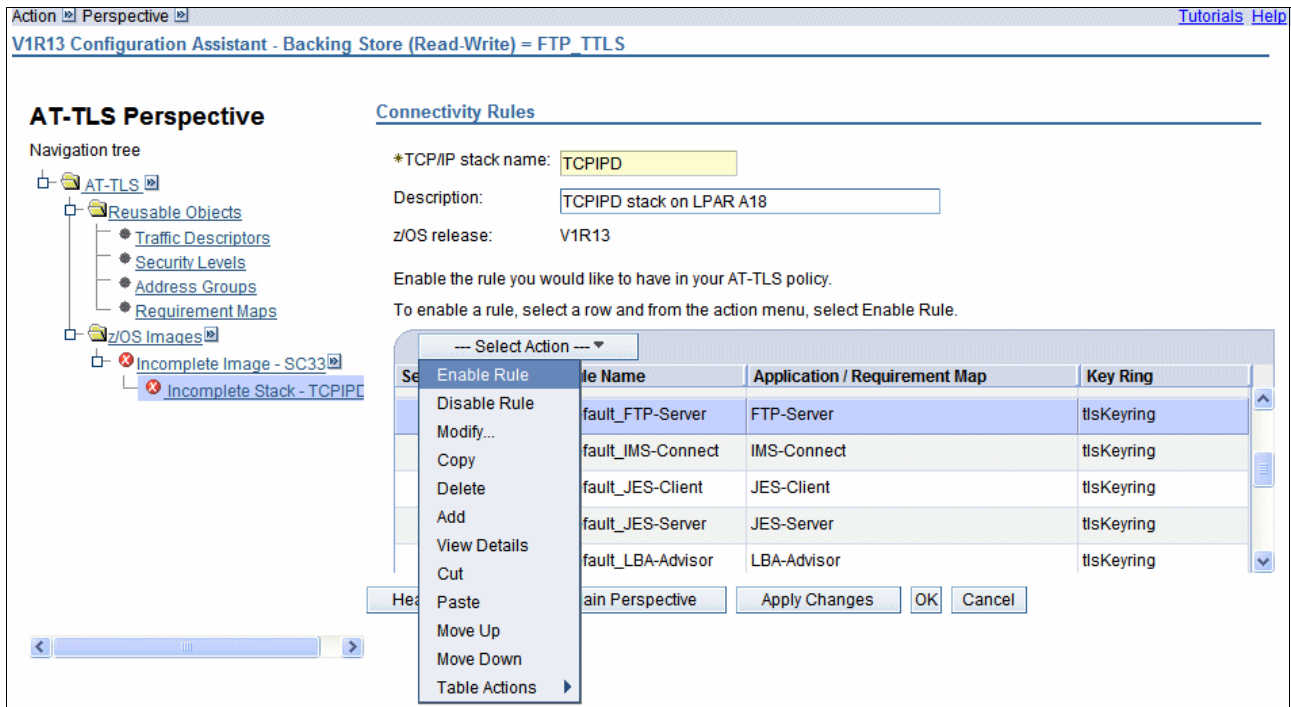 Action Perspective Tutorials Help
V1R13 Configuration Assistant - Backing Store (Read-Write) = FTP_TTLS
AT-TLS Perspective
Navigation tree
AT-TLS
Reusable Objects
Traffic Descriptors
Security Levels
Address Groups
Requirement Maps
z/OS Images
Incomplete Image - SC33
Incomplete Stack - TCPIPD
Connectivity Rules
*TCP/IP stack name: TCPIPD
Description: TCPIPD stack on LPAR A18
z/OS release: V1R13
Enable the rule you would like to have in your AT-TLS policy.
To enable a rule, select a row and from the action menu, select Enable Rule.
--- Select Action ---
Se le Name Application / Requirement Map Key Ring
fault_FTP-Server FTP-Server tlsKeyring
fault_IMS-Connect IMS-Connect tlsKeyring
fault_JES-Client JES-Client tlsKeyring
fault_JES-Server JES-Server tlsKeyring
fault_LBA-Advisor LBA-Advisor tlsKeyring
Enable Rule
Disable Rule
Modify...
Copy
Delete
Add
View Details
Cut
Paste
Move Up
Move Down
Table Actions
Hea ain Perspective Apply Changes OK Cancel